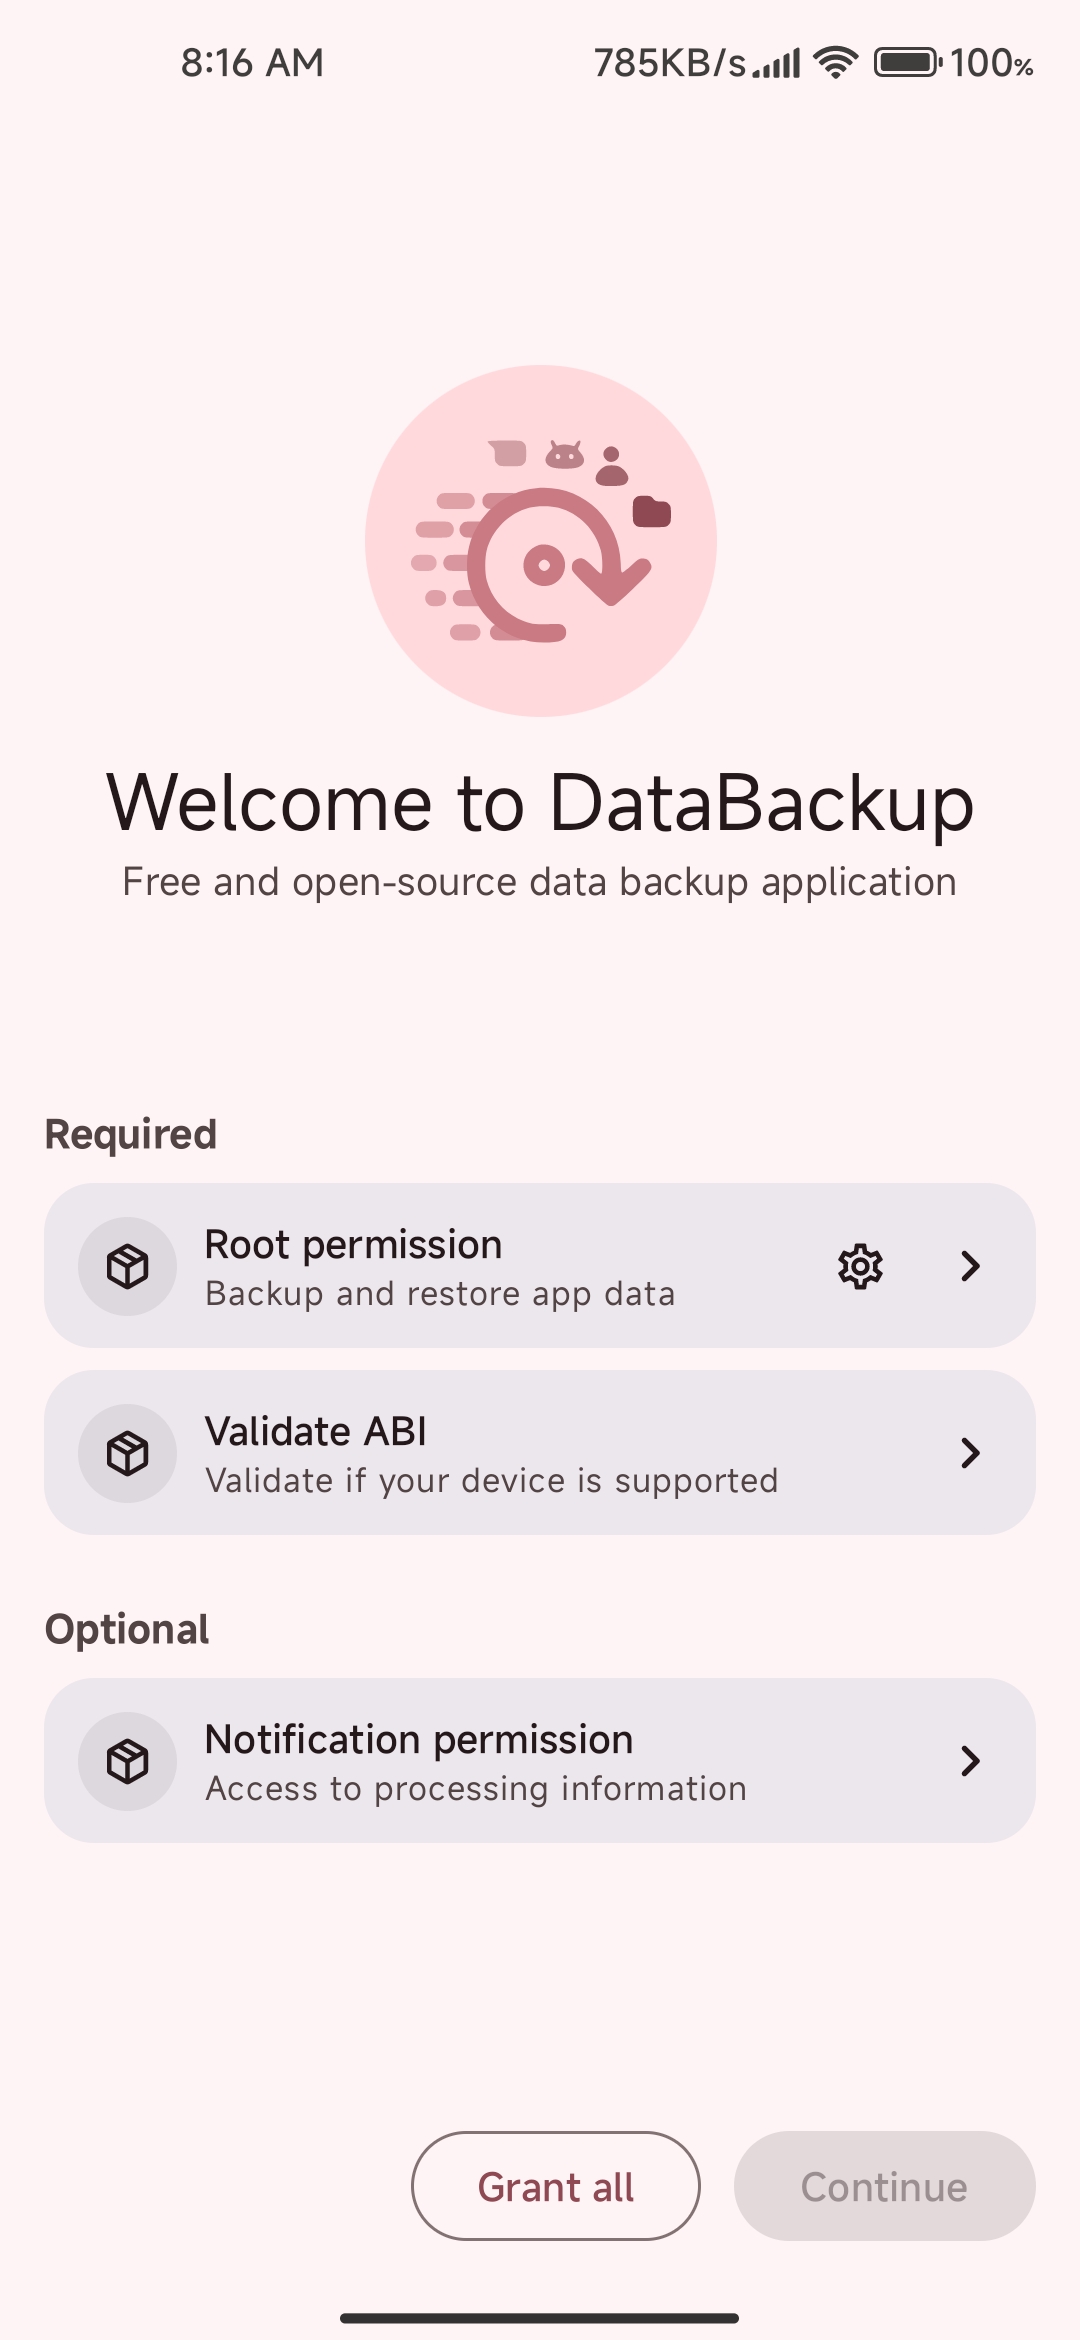 8:16 AM 785KB/s 100%
Welcome to DataBackup
Free and open-source data backup application
Required
Root permission
Backup and restore app data
Validate ABI
Validate if your device is supported
Optional
Notification permission
Access to processing information
Grant all Continue